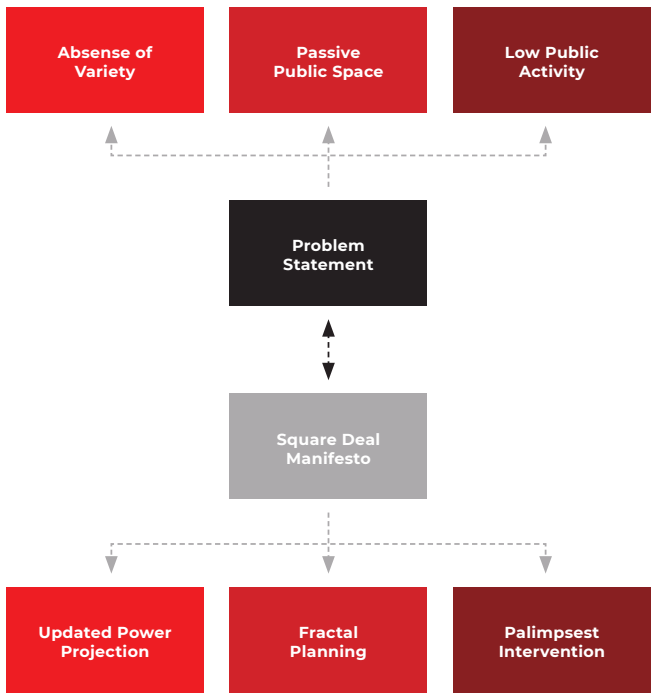 Absense of
Variety
Passive
Public Space
Low Public
Activity
Problem
Statement
Square Deal
Manifesto
Updated Power
Projection
Fractal
Planning
Palimpsest
Intervention